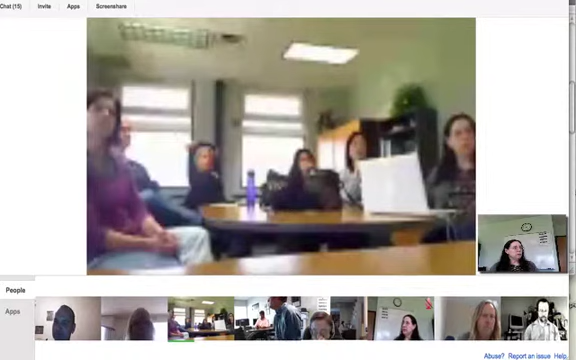 Chat (15) Invite Apps Screenshare
People
Apps
Abuse? Report an issue Help